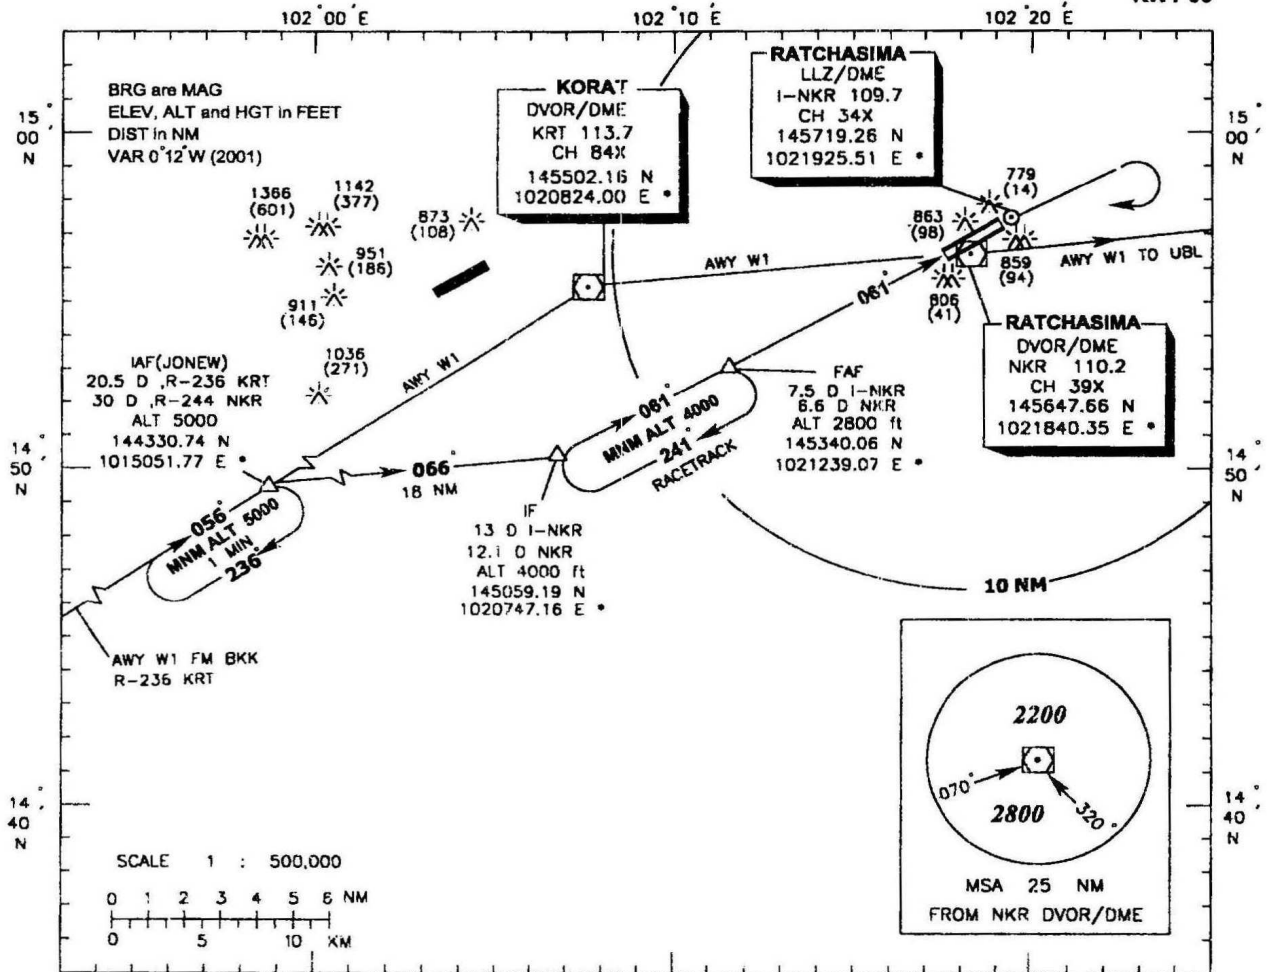 102°00'E
102°10'E
102°20'E
BRG are MAG
ELEV, ALT and HGT in FEET
DIST in NM
VAR 0°12'W (2001)
15°
00'
N
KORAT
DVOR/DME
KRT 113.7
CH 84X
145502.16 N
1020824.00 E *
RATCHASIMA
LLZ/DME
I-NKR 109.7
CH 34X
145719.26 N
1021925.51 E *
15°
00'
N
1366
(601)
1142
(377)
873
(108)
951
(186)
911
(146)
1036
(271)
779
(14)
863
(98)
859
(94)
806
(41)
AWY W1
AWY W1 TO UBL
061°
RATCHASIMA
DVOR/DME
NKR 110.2
CH 39X
145647.66 N
1021840.35 E *
IAF(JONEW)
20.5 D ,R-236 KRT
30 D ,R-244 NKR
ALT 5000
144330.74 N
1015051.77 E *
AWY W1
FAF
7.5 D I-NKR
6.6 D NKR
ALT 2800 ft
145340.06 N
1021239.07 E *
061°
MNM ALT 4000
241°
RACETRACK
14°
50'
N
066°
18 NM
14°
50'
N
056°
MNM ALT 5000
1 MIN
236°
IF
13 D I-NKR
12.1 D NKR
ALT 4000 ft
145059.19 N
1020747.16 E *
10 NM
AWY W1 FM BKK
R-236 KRT
2200
070°
2800
320°
MSA 25 NM
FROM NKR DVOR/DME
14°
40'
N
14°
40'
N
SCALE 1 : 500,000
0 1 2 3 4 5 6 NM
0 5 10 KM